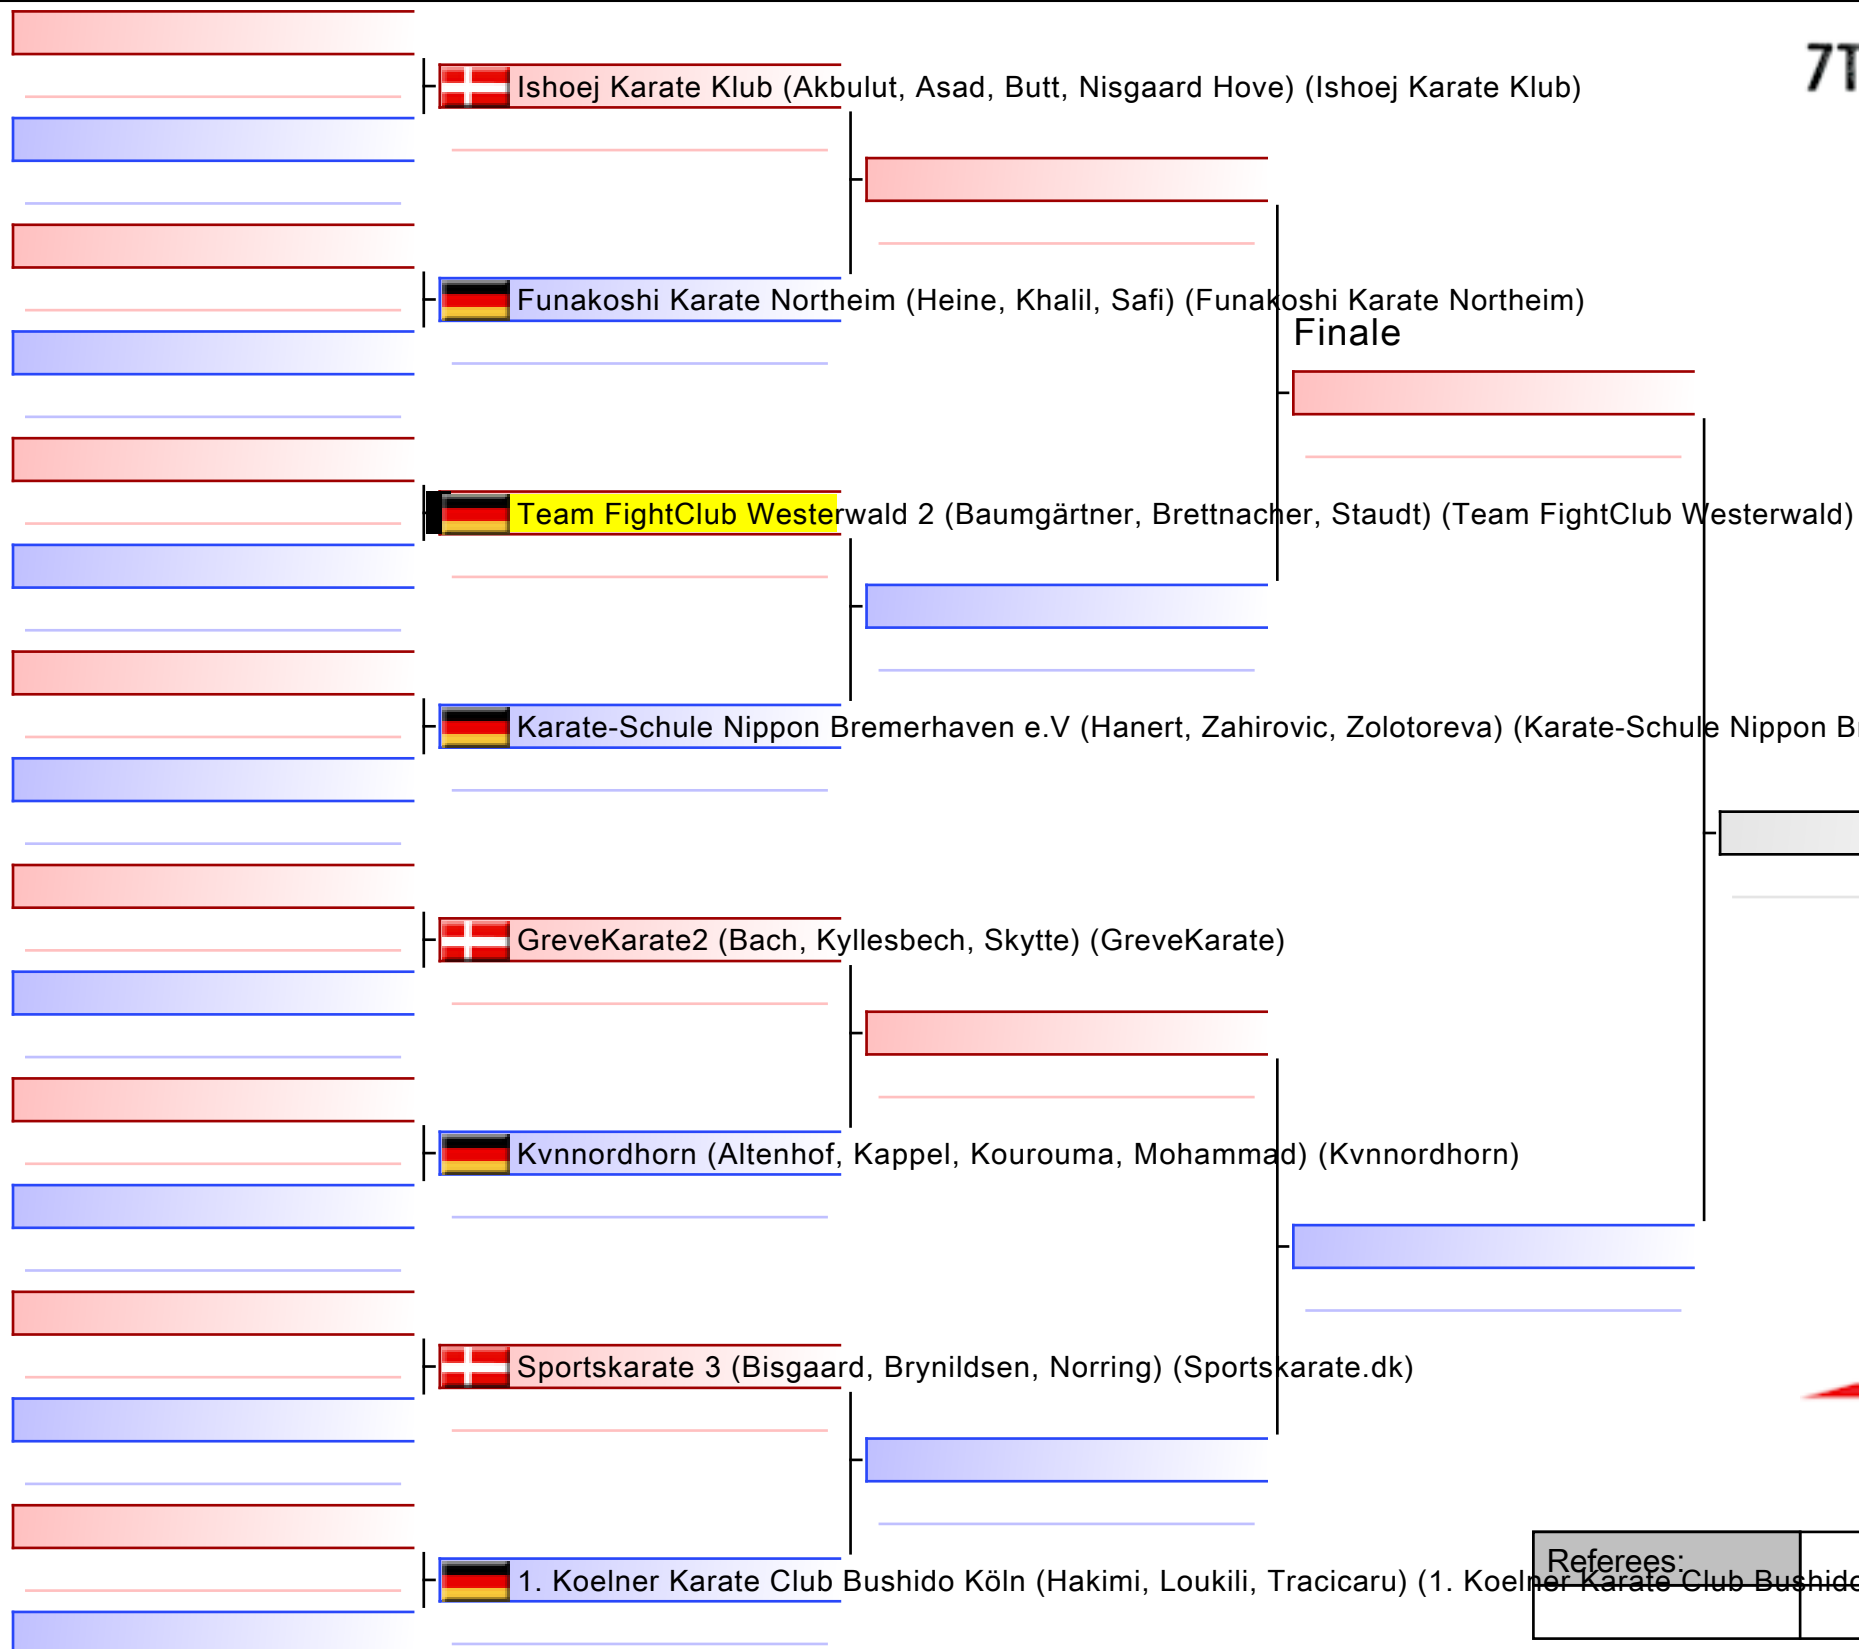 7T
Ishoej Karate Klub (Akbulut, Asad, Butt, Nisgaard Hove) (Ishoej Karate Klub)
Funakoshi Karate Northeim (Heine, Khalil, Safi) (Funakoshi Karate Northeim)
Finale
Team FightClub Westerwald 2 (Baumgärtner, Brettnacher, Staudt) (Team FightClub Westerwald)
Karate-Schule Nippon Bremerhaven e.V (Hanert, Zahirovic, Zolotoreva) (Karate-Schule Nippon B
GreveKarate2 (Bach, Kyllesbech, Skytte) (GreveKarate)
Kvnnordhorn (Altenhof, Kappel, Kourouma, Mohammad) (Kvnnordhorn)
Sportskarate 3 (Bisgaard, Brynildsen, Norring) (Sportskarate.dk)
Referees:
1. Koelner Karate Club Bushido Köln (Hakimi, Loukili, Tracicaru) (1. Koelner Karate Club Bushido